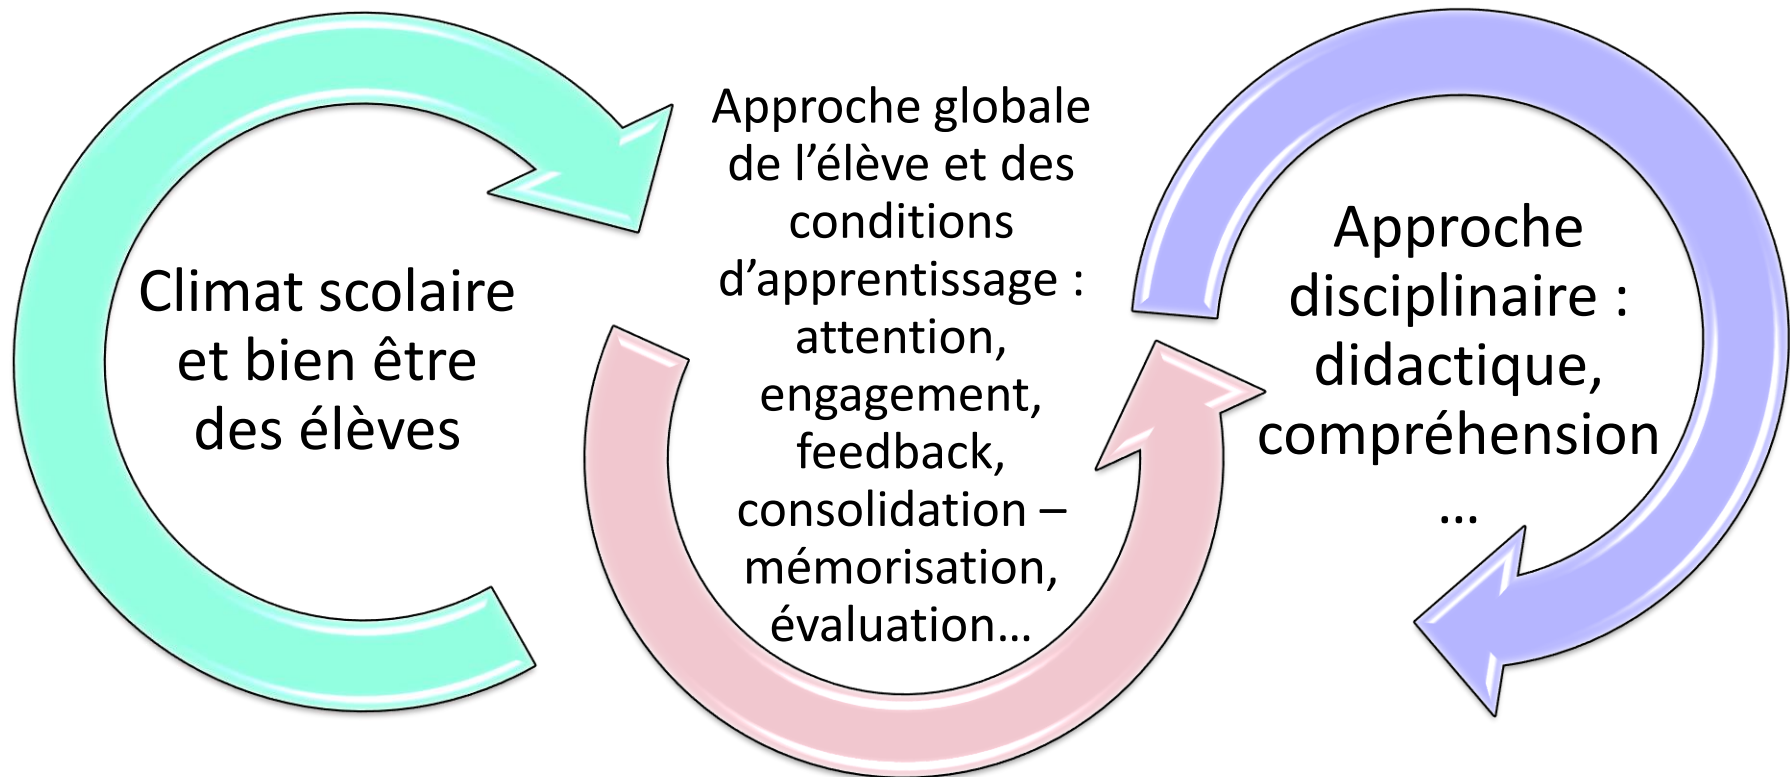 Climat scolaire
et bien être
des élèves
Approche globale
de l’élève et des
conditions
d’apprentissage :
attention,
engagement,
feedback,
consolidation –
mémorisation,
évaluation…
Approche
disciplinaire :
didactique,
compréhension
…